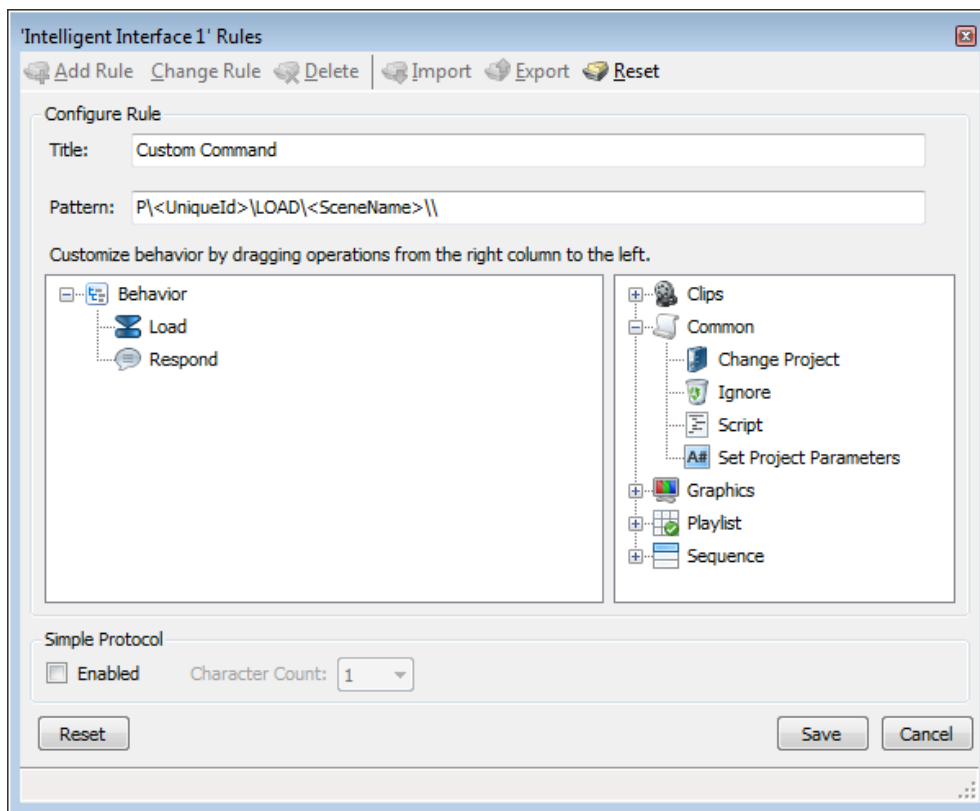 'Intelligent Interface 1' Rules
Add Rule Change Rule Delete Import Export Reset
Configure Rule
Title: Custom Command
Pattern: P\<UniqueId>\LOAD\<SceneName>\\
Customize behavior by dragging operations from the right column to the left.
Behavior
Load
Respond
Clips
Common
Change Project
Ignore
Script
A# Set Project Parameters
Graphics
Playlist
Sequence
Simple Protocol
Enabled Character Count: 1
Reset Save Cancel